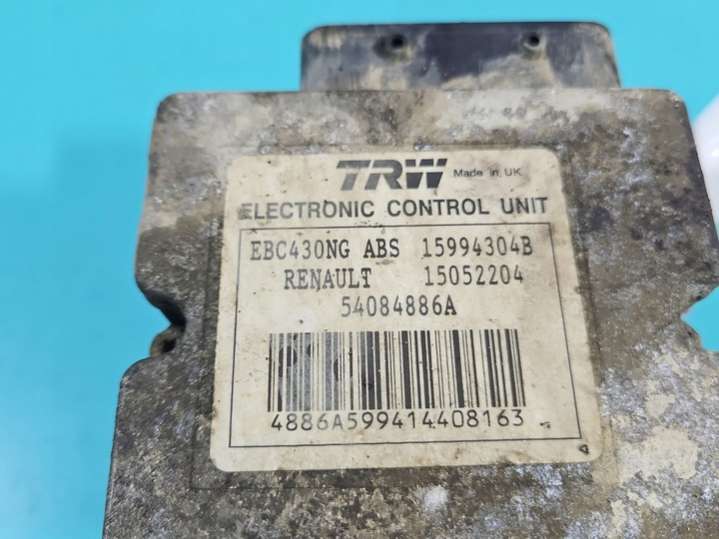 TRW Made in, UK
ELECTRONIC CONTROL UNIT
EBC430NG ABS 15994304B
RENAULT 15052204
54084886A
4886A599414408163